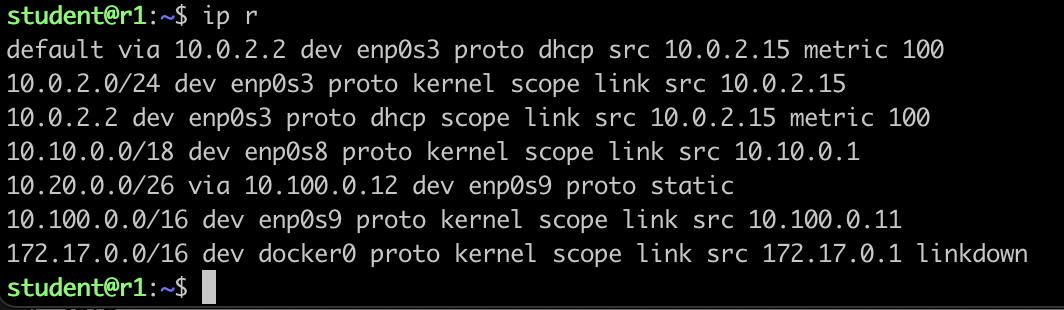 student@r1:~$ ip r
default via 10.0.2.2 dev enp0s3 proto dhcp src 10.0.2.15 metric 100
10.0.2.0/24 dev enp0s3 proto kernel scope link src 10.0.2.15
10.0.2.2 dev enp0s3 proto dhcp scope link src 10.0.2.15 metric 100
10.10.0.0/18 dev enp0s8 proto kernel scope link src 10.10.0.1
10.20.0.0/26 via 10.100.0.12 dev enp0s9 proto static
10.100.0.0/16 dev enp0s9 proto kernel scope link src 10.100.0.11
172.17.0.0/16 dev docker0 proto kernel scope link src 172.17.0.1 linkdown
student@r1:~$